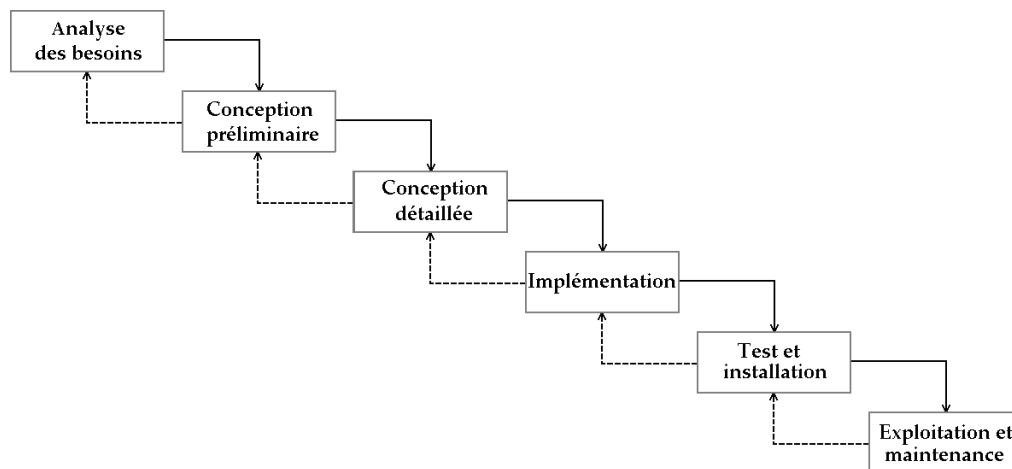 Analyse
des besoins
Conception
préliminaire
Conception
détaillée
Implémentation
Test et
installation
Exploitation et
maintenance